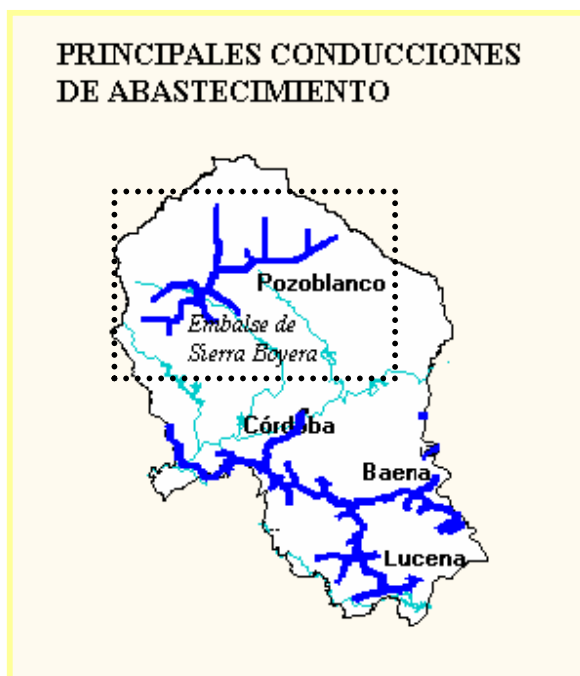 PRINCIPALES CONDUCCIONES
DE ABASTECIMIENTO
Pozoblanco
Embalse de
Sierra Boyera
Córdoba
Baena
Lucena